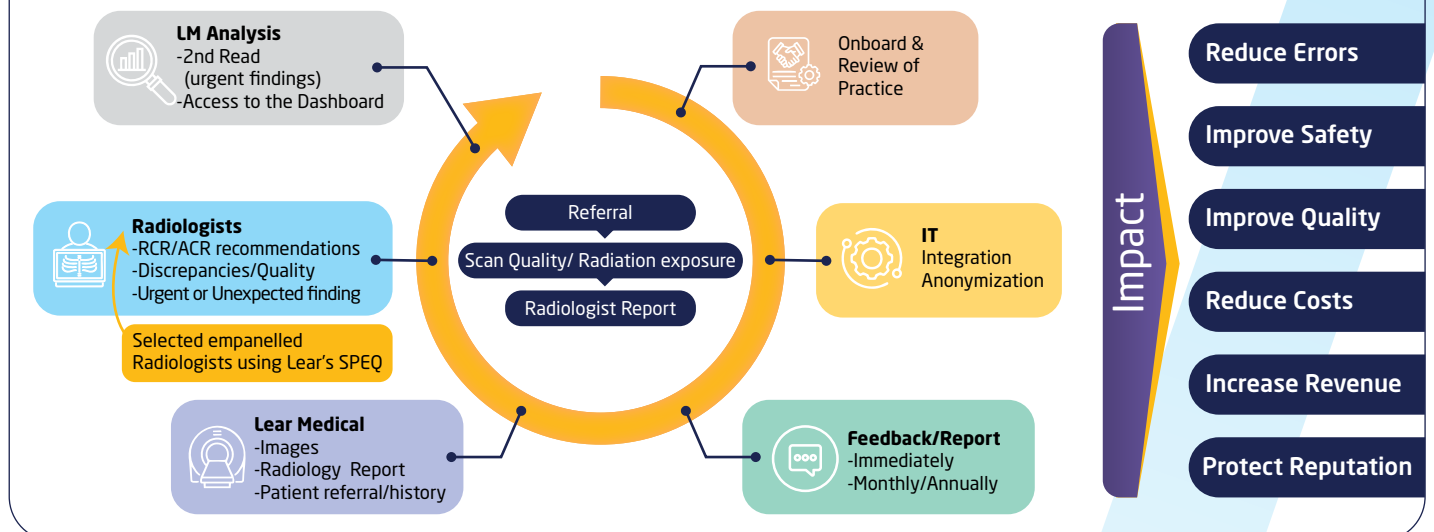 LM Analysis
-2nd Read
(urgent findings)
-Access to the Dashboard
Onboard &
Review of
Practice
Radiologists
-RCR/ACR recommendations
-Discrepancies/Quality
-Urgent or Unexpected finding
Selected empanelled
Radiologists using Lear's SPEQ
Referral
Scan Quality/ Radiation exposure
Radiologist Report
IT
Integration
Anonymization
Lear Medical
-Images
-Radiology Report
-Patient referral/history
Feedback/Report
-Immediately
-Monthly/Annually
Impact
Reduce Errors
Improve Safety
Improve Quality
Reduce Costs
Increase Revenue
Protect Reputation